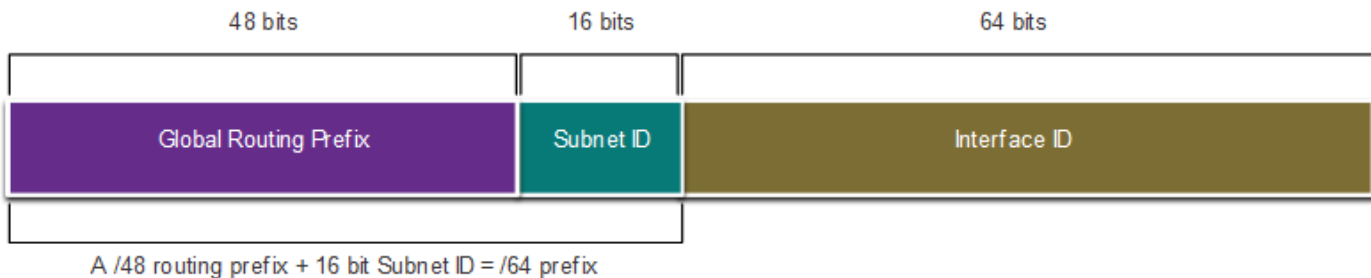 48 bits 16 bits 64 bits
Global Routing Prefix Subnet ID Interface ID
A /48 routing prefix + 16 bit Subnet ID = /64 prefix